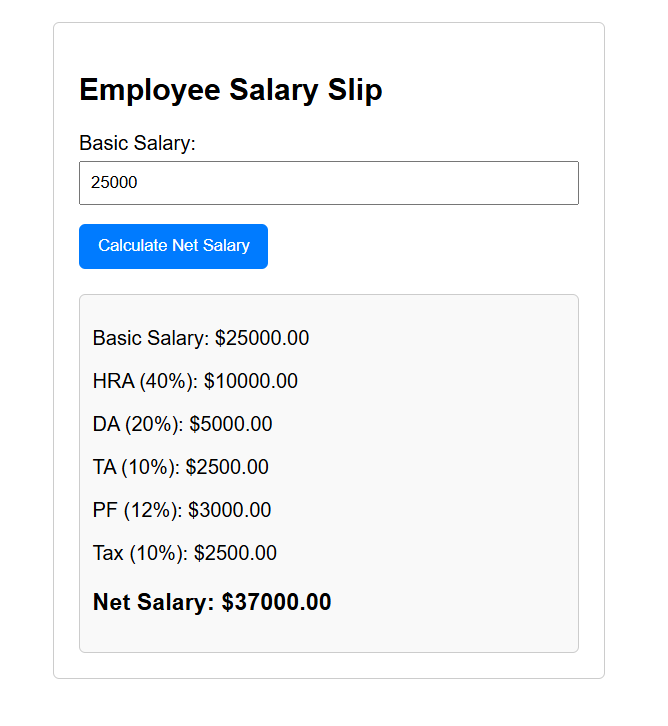 Employee Salary Slip
Basic Salary:
25000
Calculate Net Salary
Basic Salary: $25000.00
HRA (40%): $10000.00
DA (20%): $5000.00
TA (10%): $2500.00
PF (12%): $3000.00
Tax (10%): $2500.00
Net Salary: $37000.00